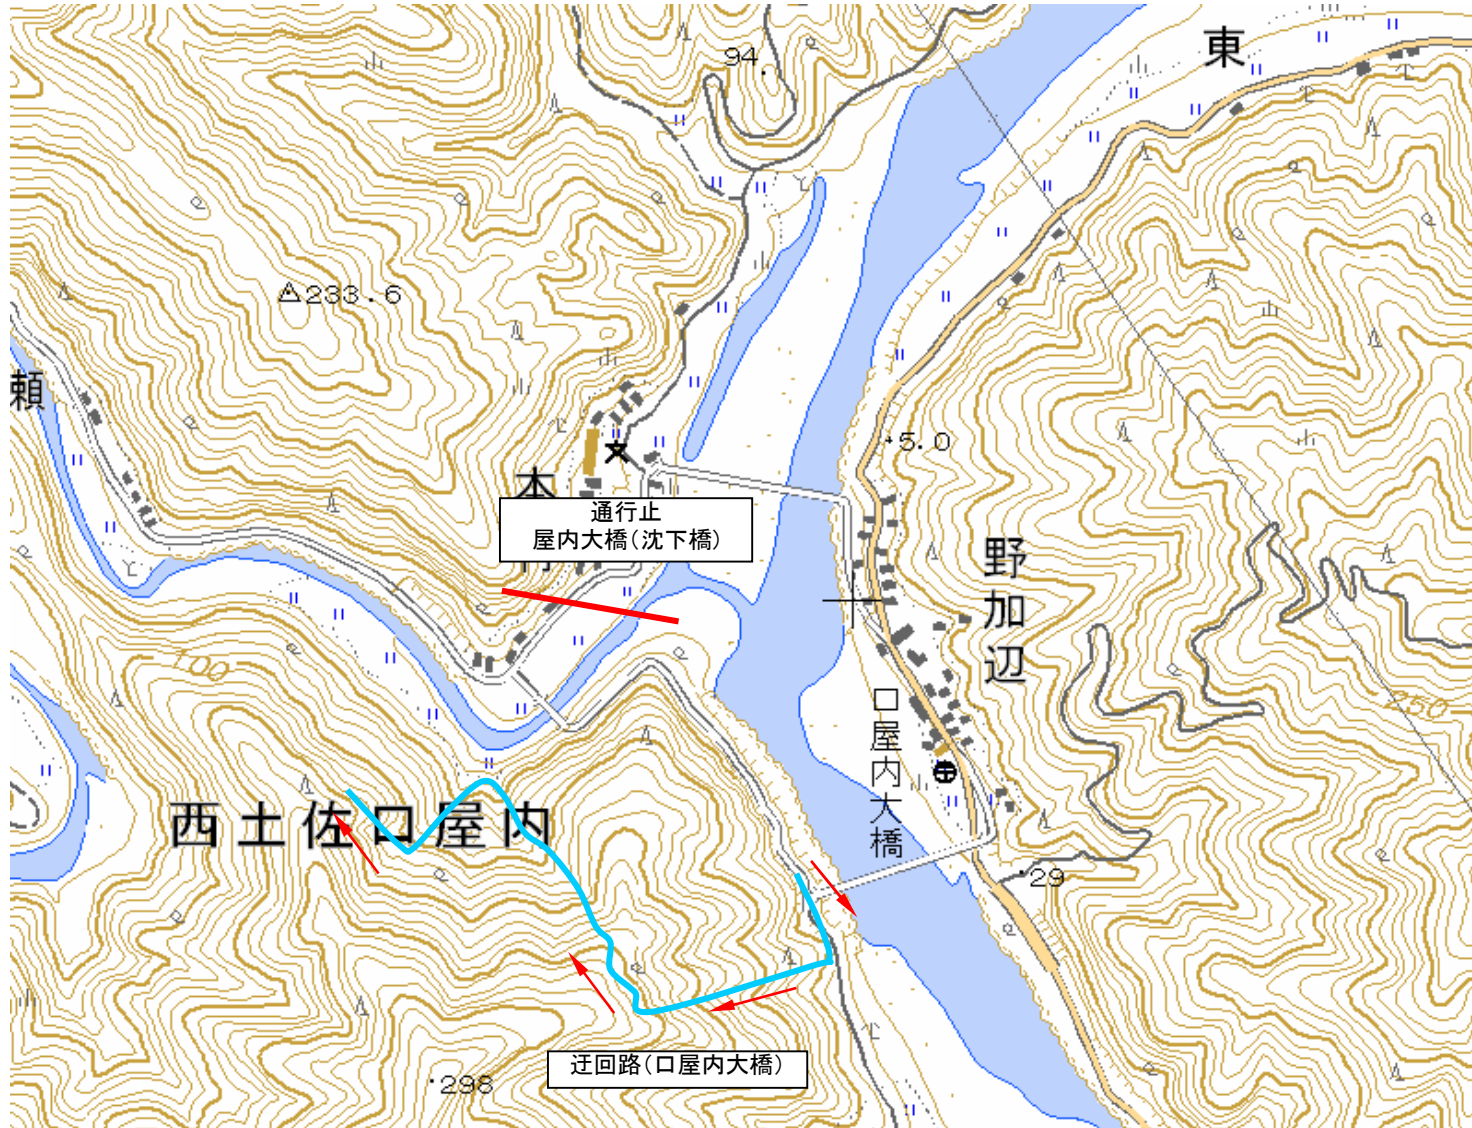 94.
東
△233.6
頬
5.0
本
通行止
屋内大橋(沈下橋)
野加辺
100
250
口屋内大橋
西土佐口屋内
29
迂回路(口屋内大橋)
298